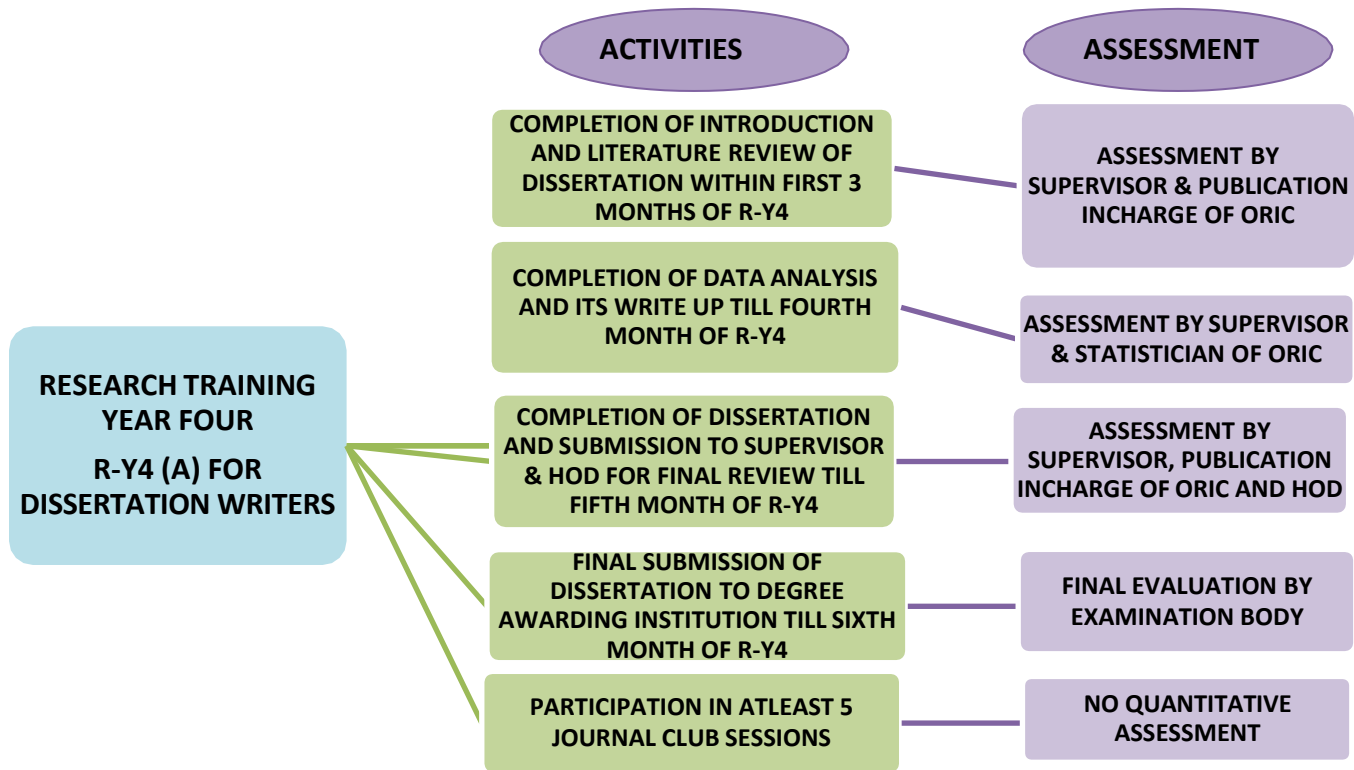 ACTIVITIES
ASSESSMENT
COMPLETION OF INTRODUCTION
AND LITERATURE REVIEW OF
DISSERTATION WITHIN FIRST 3
MONTHS OF R-Y4
ASSESSMENT BY
SUPERVISOR & PUBLICATION
INCHARGE OF ORIC
COMPLETION OF DATA ANALYSIS
AND ITS WRITE UP TILL FOURTH
MONTH OF R-Y4
ASSESSMENT BY SUPERVISOR
& STATISTICIAN OF ORIC
RESEARCH TRAINING
YEAR FOUR
R-Y4 (A) FOR
DISSERTATION WRITERS
COMPLETION OF DISSERTATION
AND SUBMISSION TO SUPERVISOR
& HOD FOR FINAL REVIEW TILL
FIFTH MONTH OF R-Y4
ASSESSMENT BY
SUPERVISOR, PUBLICATION
INCHARGE OF ORIC AND HOD
FINAL SUBMISSION OF
DISSERTATION TO DEGREE
AWARDING INSTITUTION TILL SIXTH
MONTH OF R-Y4
FINAL EVALUATION BY
EXAMINATION BODY
PARTICIPATION IN ATLEAST 5
JOURNAL CLUB SESSIONS
NO QUANTITATIVE
ASSESSMENT